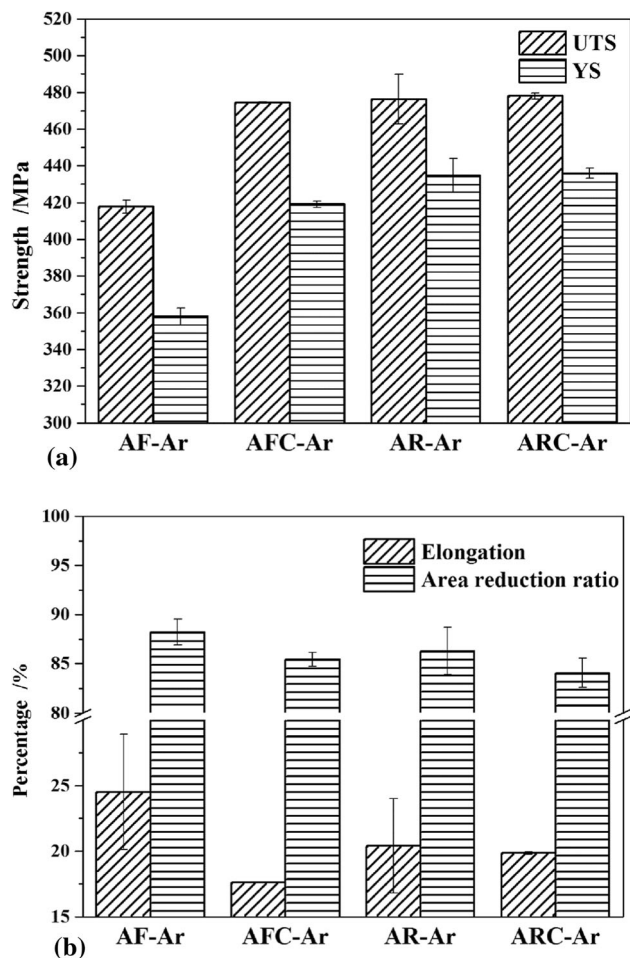 520
500
480
460
440
420
400
380
360
340
320
300
Strength /MPa
UTS
YS
AF-Ar AFC-Ar AR-Ar ARC-Ar
(a)
100
95
90
85
80
25
20
15
Percentage /%
Elongation
Area reduction ratio
AF-Ar AFC-Ar AR-Ar ARC-Ar
(b)